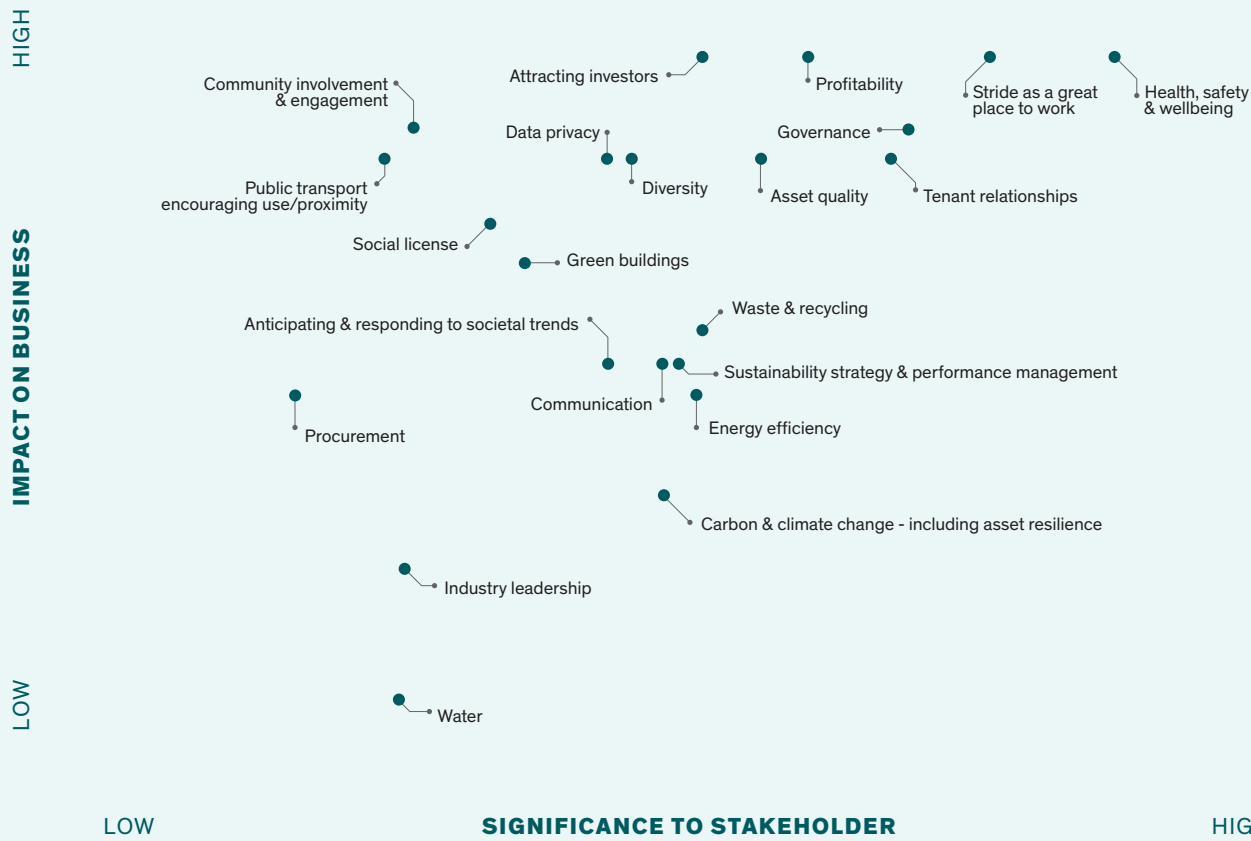 HIGH
Attracting investors
Community involvement
& engagement
Profitability
Stride as a great
place to work
Health, safety
& wellbeing
Data privacy
Governance
Public transport
encouraging use/proximity
Diversity
Asset quality
Tenant relationships
Social license
Green buildings
IMPACT ON BUSINESS
Waste & recycling
Anticipating & responding to societal trends
Sustainability strategy & performance management
Communication
Energy efficiency
Procurement
Carbon & climate change - including asset resilience
Industry leadership
LOW
Water
LOW
SIGNIFICANCE TO STAKEHOLDER
HIG